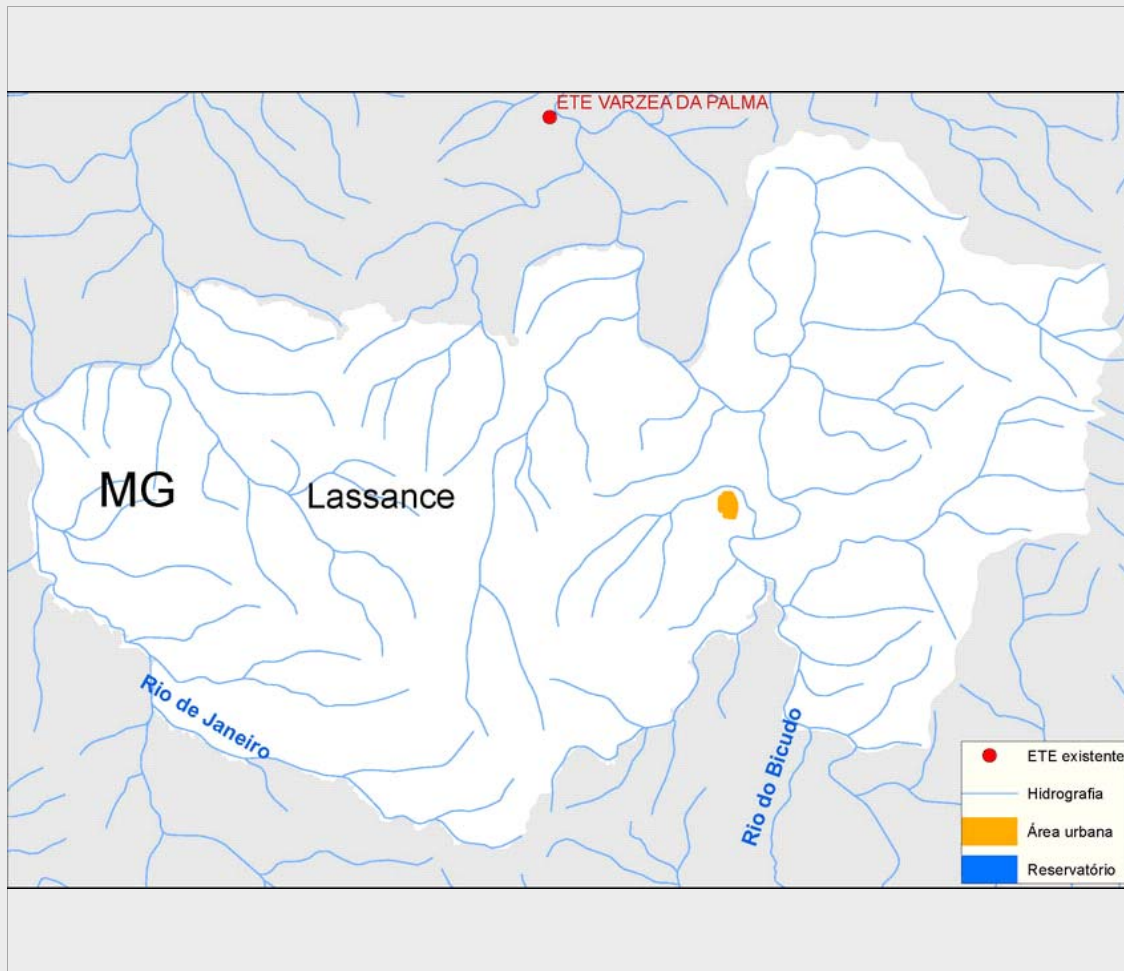 ETE VARZEA DA PALMA
MG
Lassance
Rio de Janeiro
Rio do Bicudo
ETE existente
Hidrografia
Área urbana
Reservatório